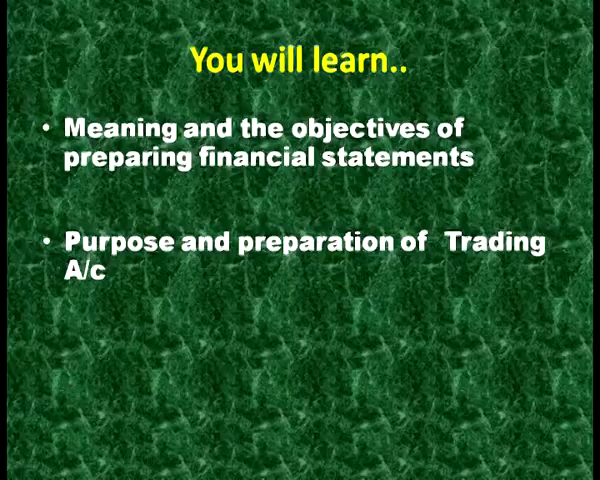 You will learn..
• Meaning and the objectives of
preparing financial statements
• Purpose and preparation of Trading
A/c